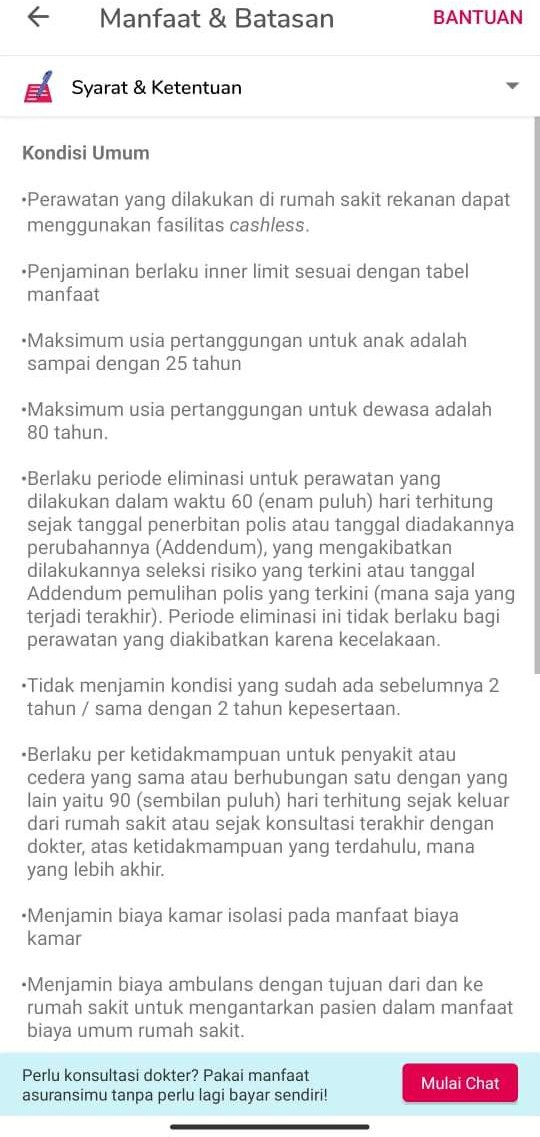 Manfaat & Batasan
BANTUAN
Syarat & Ketentuan
Kondisi Umum
•Perawatan yang dilakukan di rumah sakit rekanan dapat
menggunakan fasilitas cashless.
•Penjaminan berlaku inner limit sesuai dengan tabel
manfaat
•Maksimum usia pertanggungan untuk anak adalah
sampai dengan 25 tahun
•Maksimum usia pertanggungan untuk dewasa adalah
80 tahun.
•Berlaku periode eliminasi untuk perawatan yang
dilakukan dalam waktu 60 (enam puluh) hari terhitung
sejak tanggal penerbitan polis atau tanggal diadakannya
perubahannya (Addendum), yang mengakibatkan
dilakukannya seleksi risiko yang terkini atau tanggal
Addendum pemulihan polis yang terkini (mana saja yang
terjadi terakhir). Periode eliminasi ini tidak berlaku bagi
perawatan yang diakibatkan karena kecelakaan.
•Tidak menjamin kondisi yang sudah ada sebelumnya 2
tahun / sama dengan 2 tahun kepesertaan.
•Berlaku per ketidakmampuan untuk penyakit atau
cedera yang sama atau berhubungan satu dengan yang
lain yaitu 90 (sembilan puluh) hari terhitung sejak keluar
dari rumah sakit atau sejak konsultasi terakhir dengan
dokter, atas ketidakmampuan yang terdahulu, mana
yang lebih akhir.
•Menjamin biaya kamar isolasi pada manfaat biaya
kamar
•Menjamin biaya ambulans dengan tujuan dari dan ke
rumah sakit untuk mengantarkan pasien dalam manfaat
biaya umum rumah sakit.
Perlu konsultasi dokter? Pakai manfaat
asuransimu tanpa perlu lagi bayar sendiri!
Mulai Chat